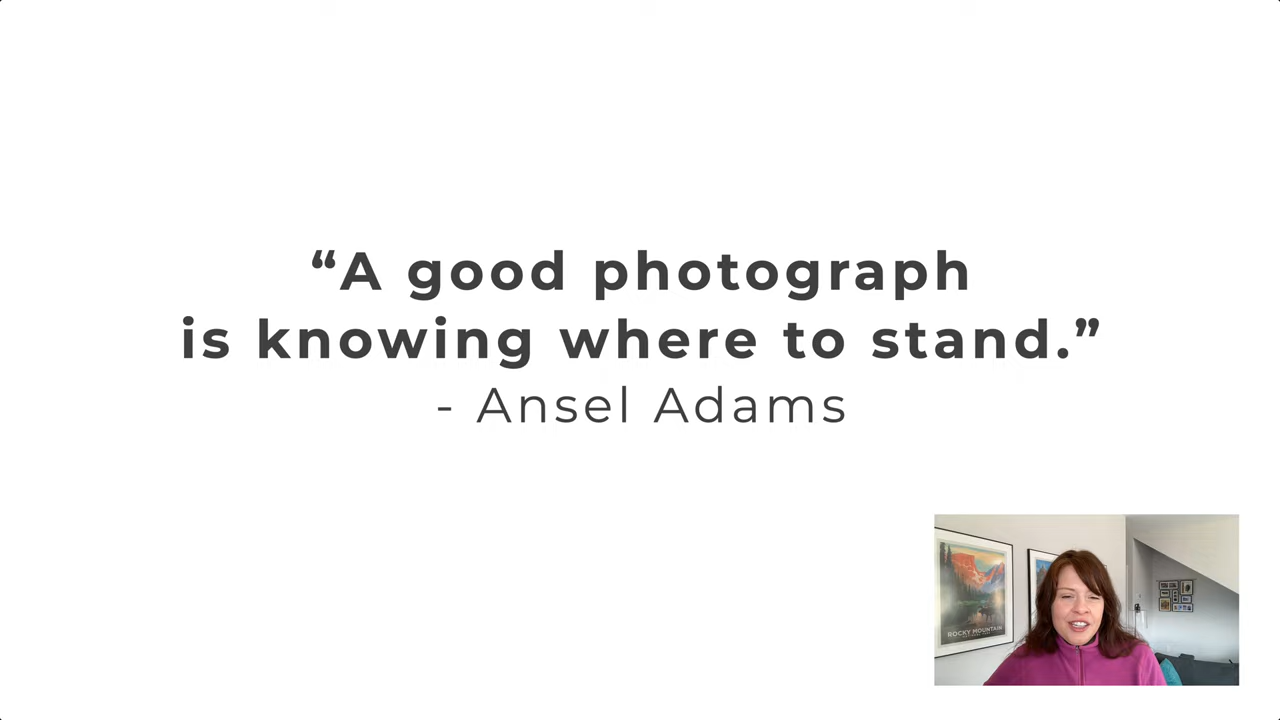 “A good photograph
is knowing where to stand.”
- Ansel Adams
ROCKY MOUNTAIN